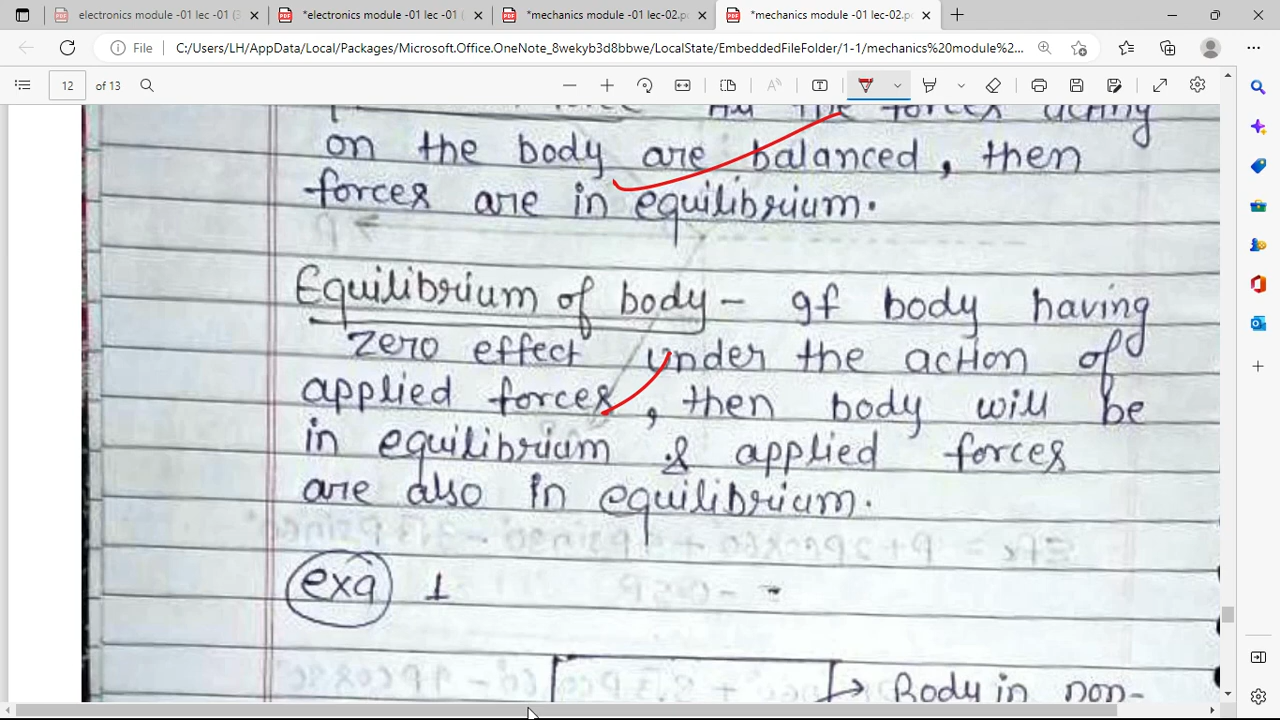 electronics module -01 lec -01 (
*electronics module -01 lec -01 (
*mechanics module -01 lec-02.p
*mechanics module -01 lec-02.p
File
C:/Users/LH/AppData/Local/Packages/Microsoft.Office.OneNote_8wekyb3d8bbwe/LocalState/EmbeddedFileFolder/1-1/mechanics%20module%2...
12 of 13
All the forces acting
on the body are balanced, then
forces are in equilibrium.
Equilibrium of body - If body having
zero effect under the action of
applied forces, then body will be
in equilibrium & applied forces
are also in equilibrium.
exa 1
→ Body in non-